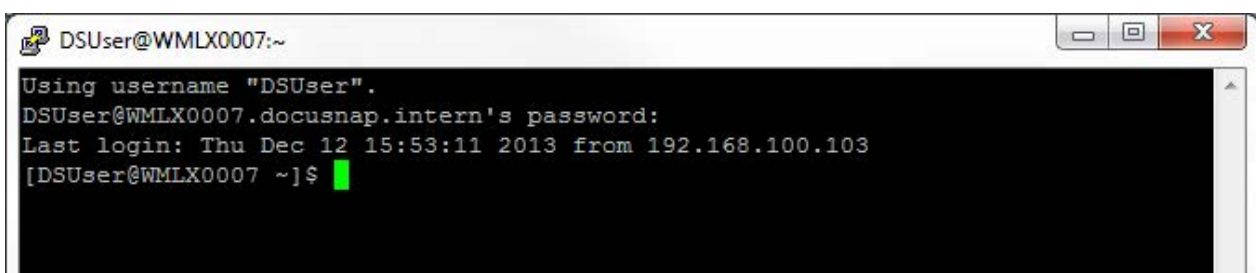 DSUser@WMLX0007:~
Using username "DSUser".
DSUser@WMLX0007.docusnap.intern's password:
Last login: Thu Dec 12 15:53:11 2013 from 192.168.100.103
[DSUser@WMLX0007 ~]$